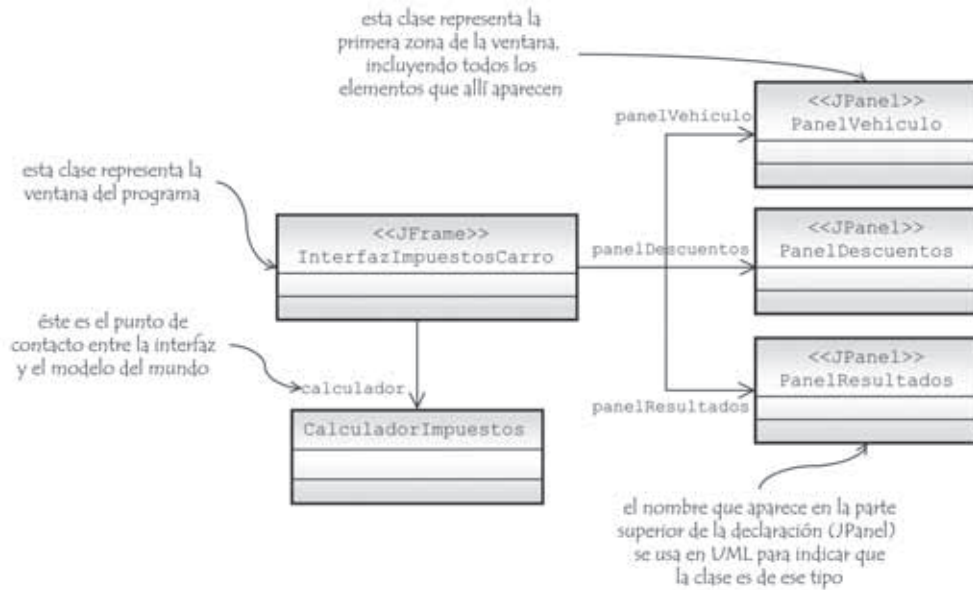 esta clase representa la
primera zona de la ventana,
incluyendo todos los
elementos que allí aparecen
<<JPanel>>
PanelVehiculo
panelVehiculo
esta clase representa la
ventana del programa
<<JFrame>>
InterfazImpuestosCarro
panelDescuentos
<<JPanel>>
PanelDescuentos
éste es el punto de
contacto entre la interfaz
y el modelo del mundo
calculador
CalculadorImpuestos
<<JPanel>>
PanelResultados
panelResultados
el nombre que aparece en la parte
superior de la declaración (JPanel)
se usa en UML para indicar que
la clase es de ese tipo